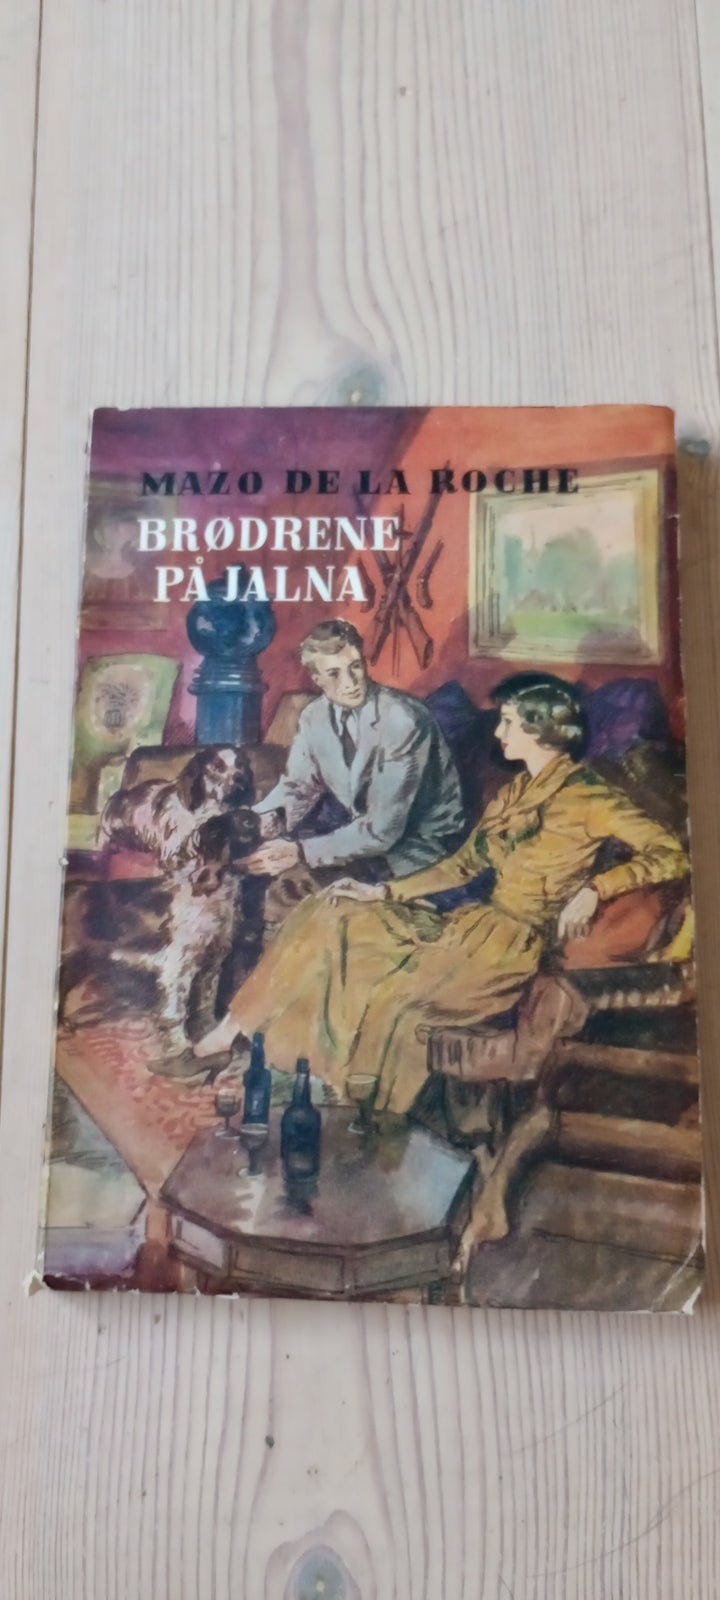 MAZO DE LA ROCHE
BRØDRENE
PÅ JALNA